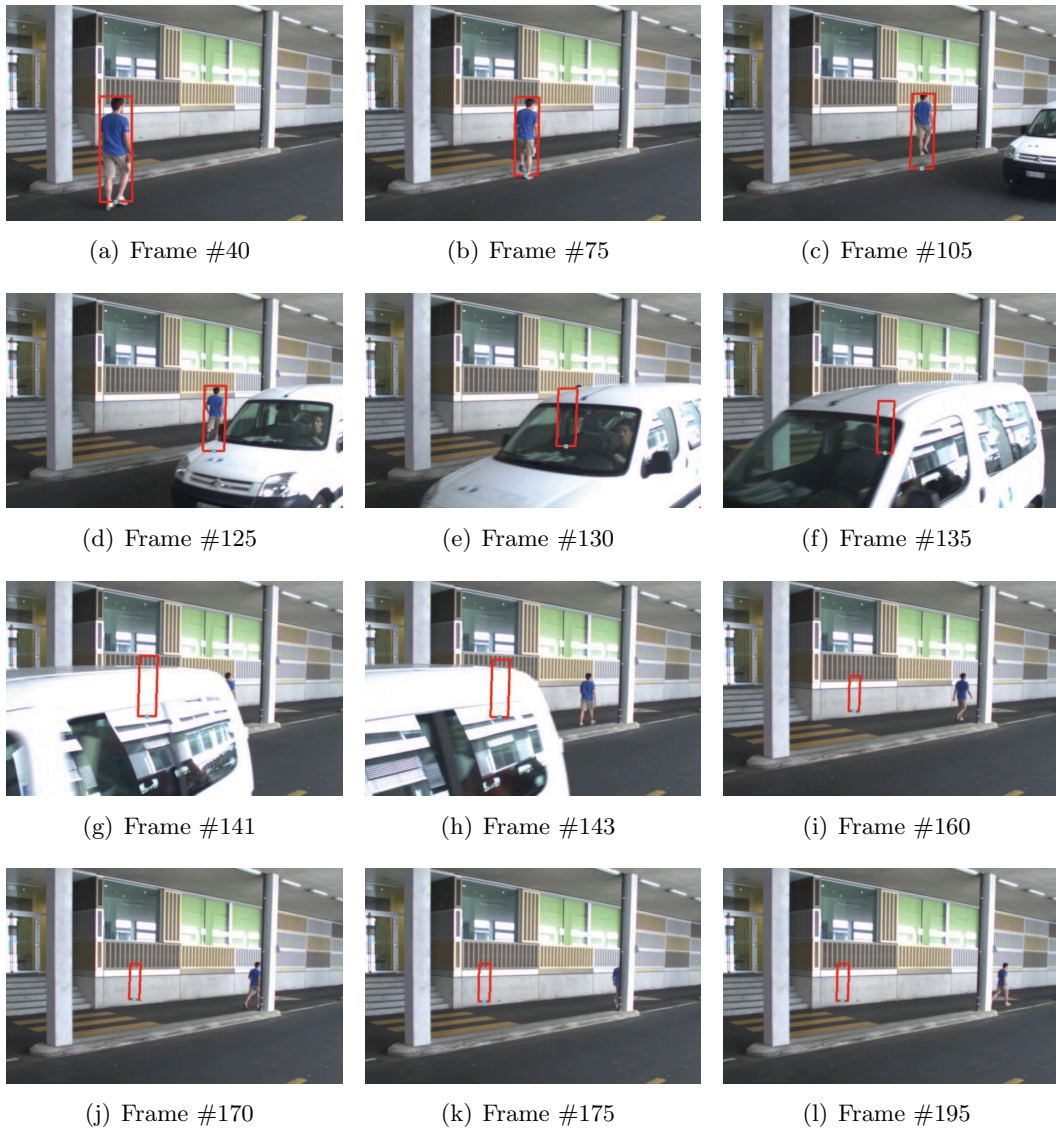 (a) Frame #40
(b) Frame #75
(c) Frame #105
(d) Frame #125
(e) Frame #130
(f) Frame #135
(g) Frame #141
(h) Frame #143
(i) Frame #160
(j) Frame #170
(k) Frame #175
(l) Frame #195